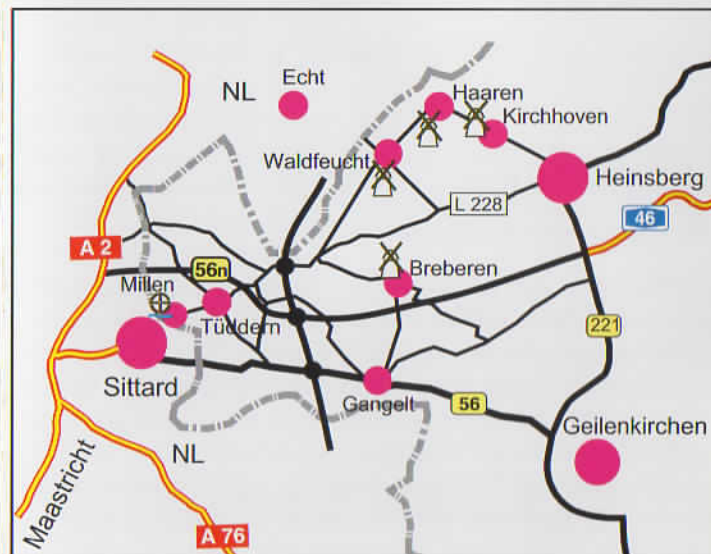 Echt
NL
Haaren
Kirchhoven
Waldfeucht
Heinsberg
L 228
46
A 2
56n
Breberen
Millen
Tüddern
221
Sittard
Gangelt
56
Geilenkirchen
NL
Maastricht
A 76